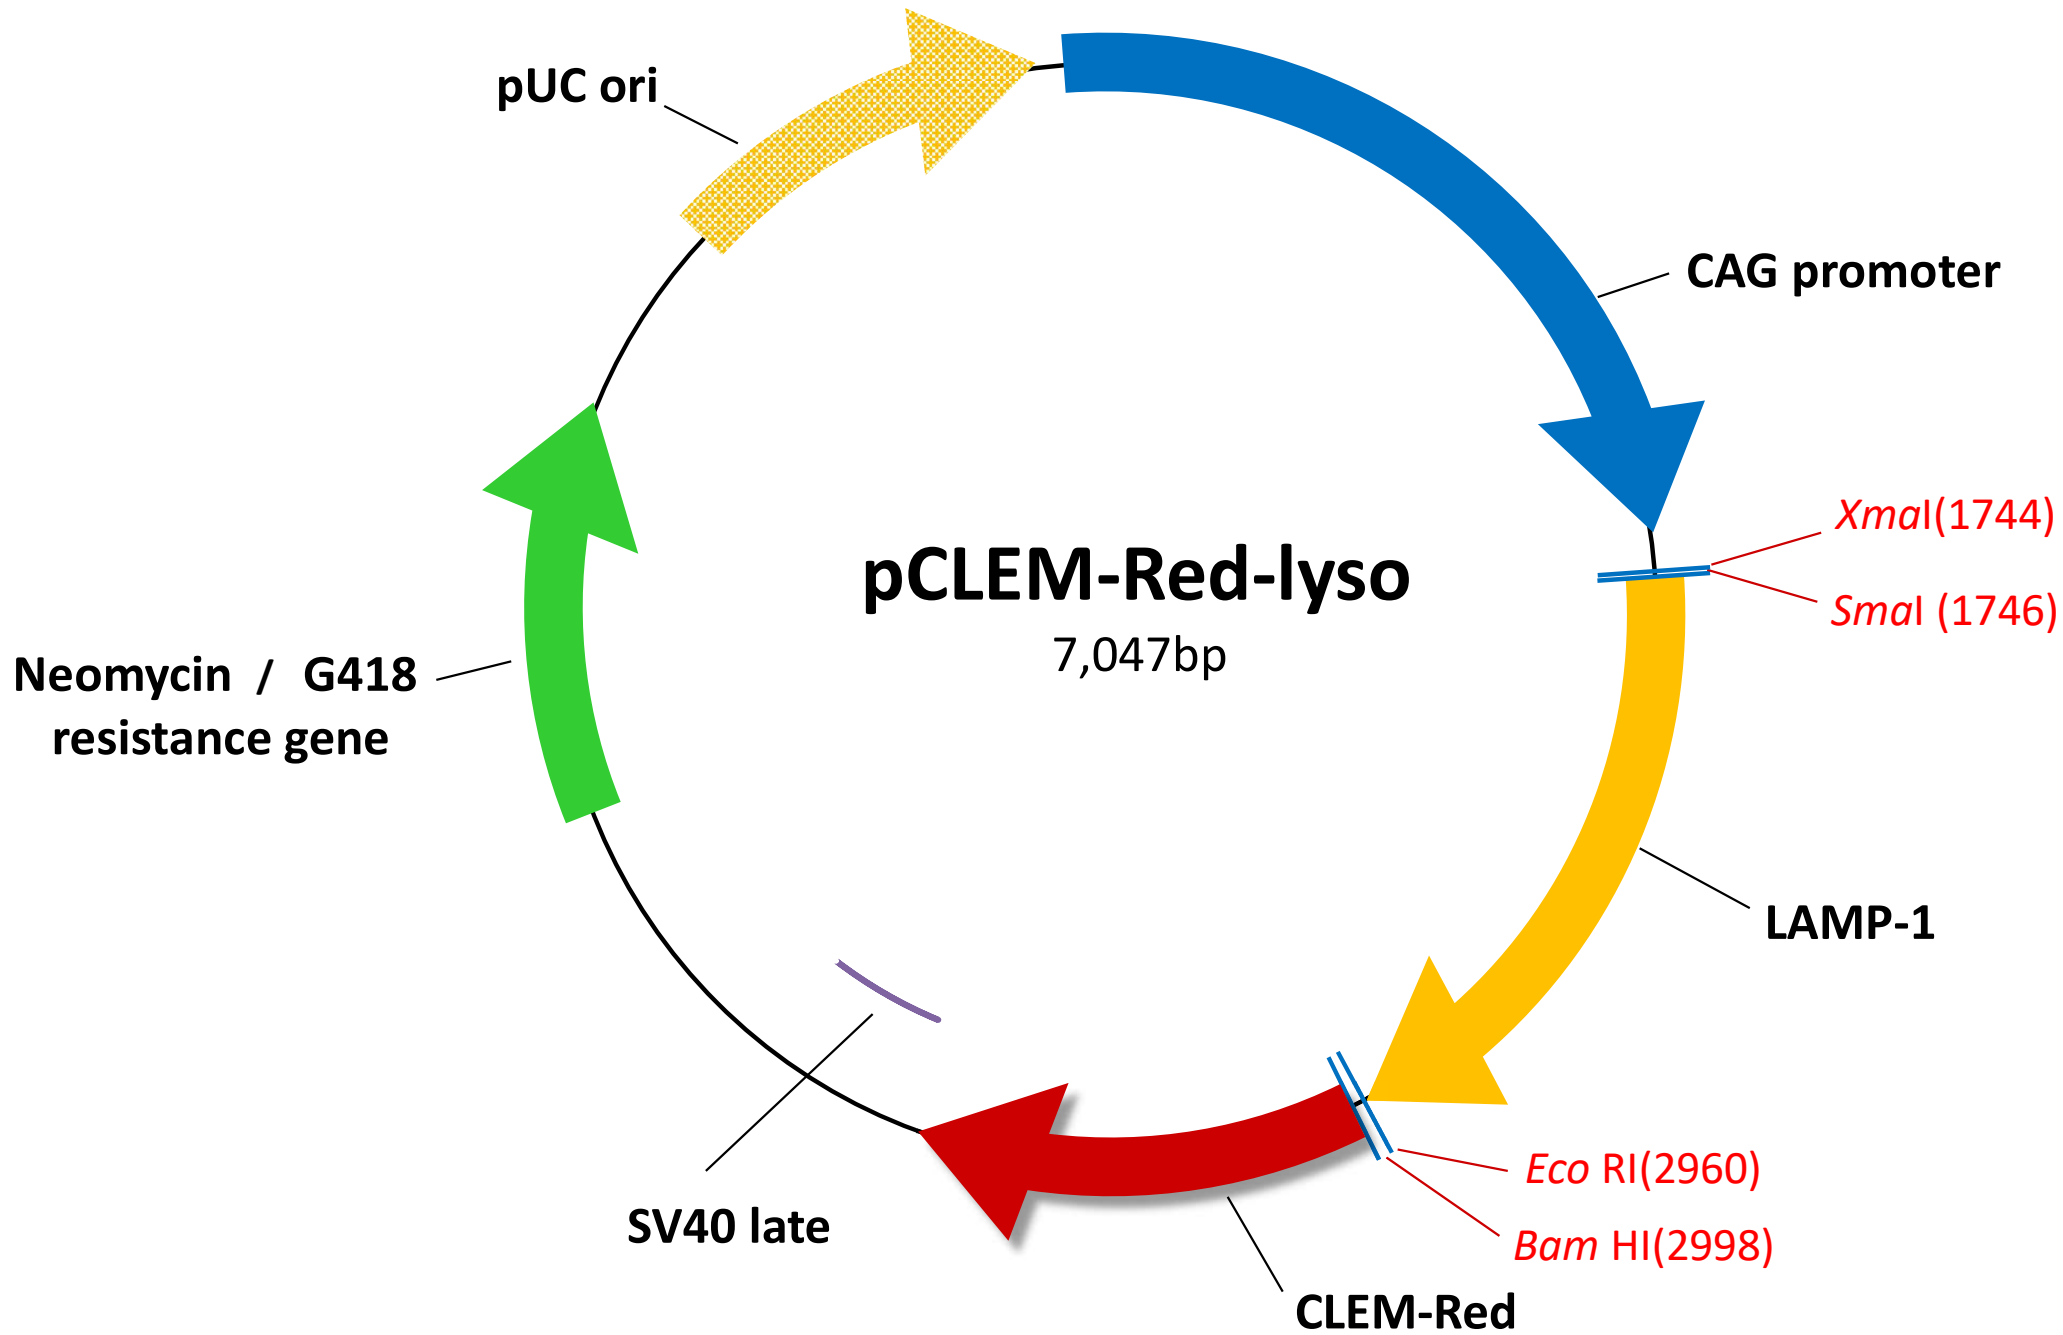 pUC ori
CAG promoter
XmaI(1744)
SmaI (1746)
pCLEM-Red-lyso
7,047bp
Neomycin / G418
resistance gene
LAMP-1
Eco RI(2960)
SV40 late
Bam HI(2998)
CLEM-Red